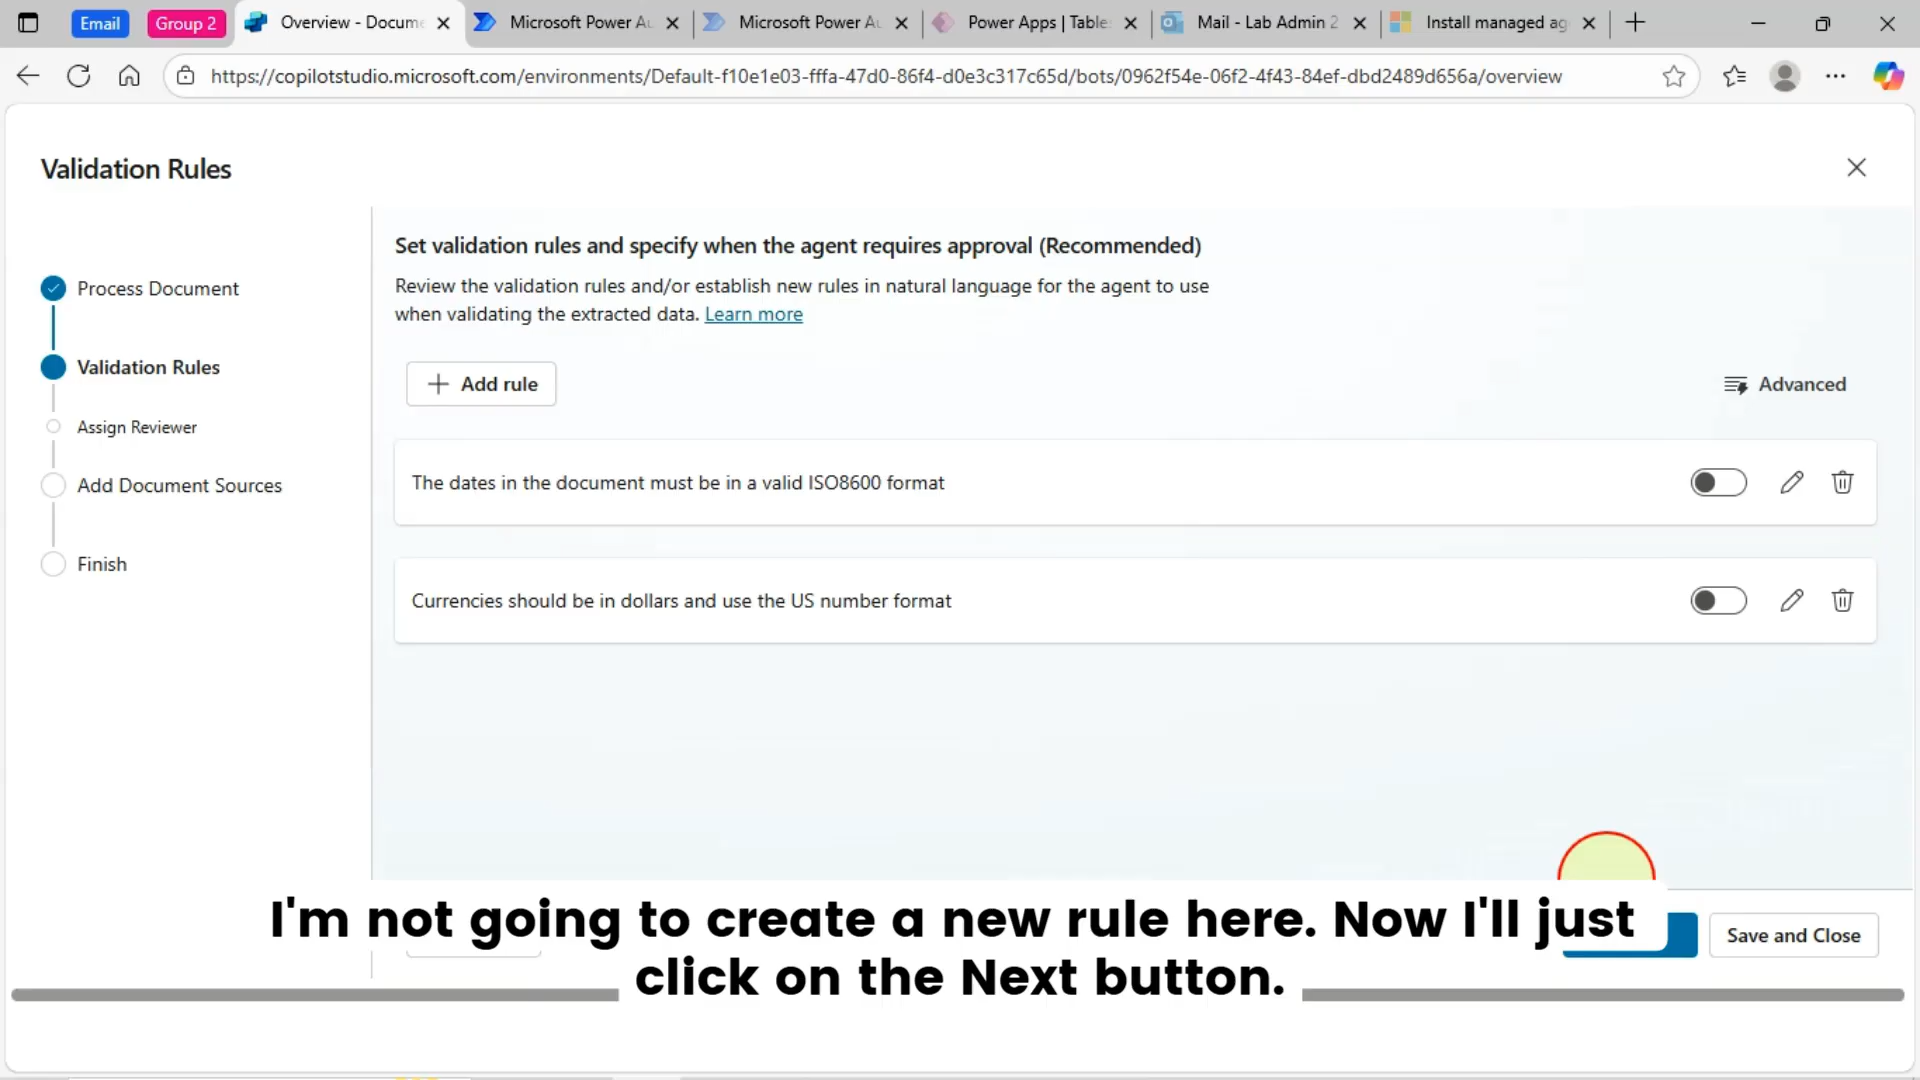 Email
Group 2
Overview - Docume
Microsoft Power Au
Microsoft Power Au
Power Apps | Table
Mail - Lab Admin 2
Install managed ag
https://copilotstudio.microsoft.com/environments/Default-f10e1e03-fffa-47d0-86f4-d0e3c317c65d/bots/0962f54e-06f2-4f43-84ef-dbd2489d656a/overview
Validation Rules
Process Document
Validation Rules
Assign Reviewer
Add Document Sources
Finish
Set validation rules and specify when the agent requires approval (Recommended)
Review the validation rules and/or establish new rules in natural language for the agent to use
when validating the extracted data. Learn more
Add rule
Advanced
The dates in the document must be in a valid ISO8600 format
Currencies should be in dollars and use the US number format
Save and Close
I'm not going to create a new rule here. Now I'll just
click on the Next button.